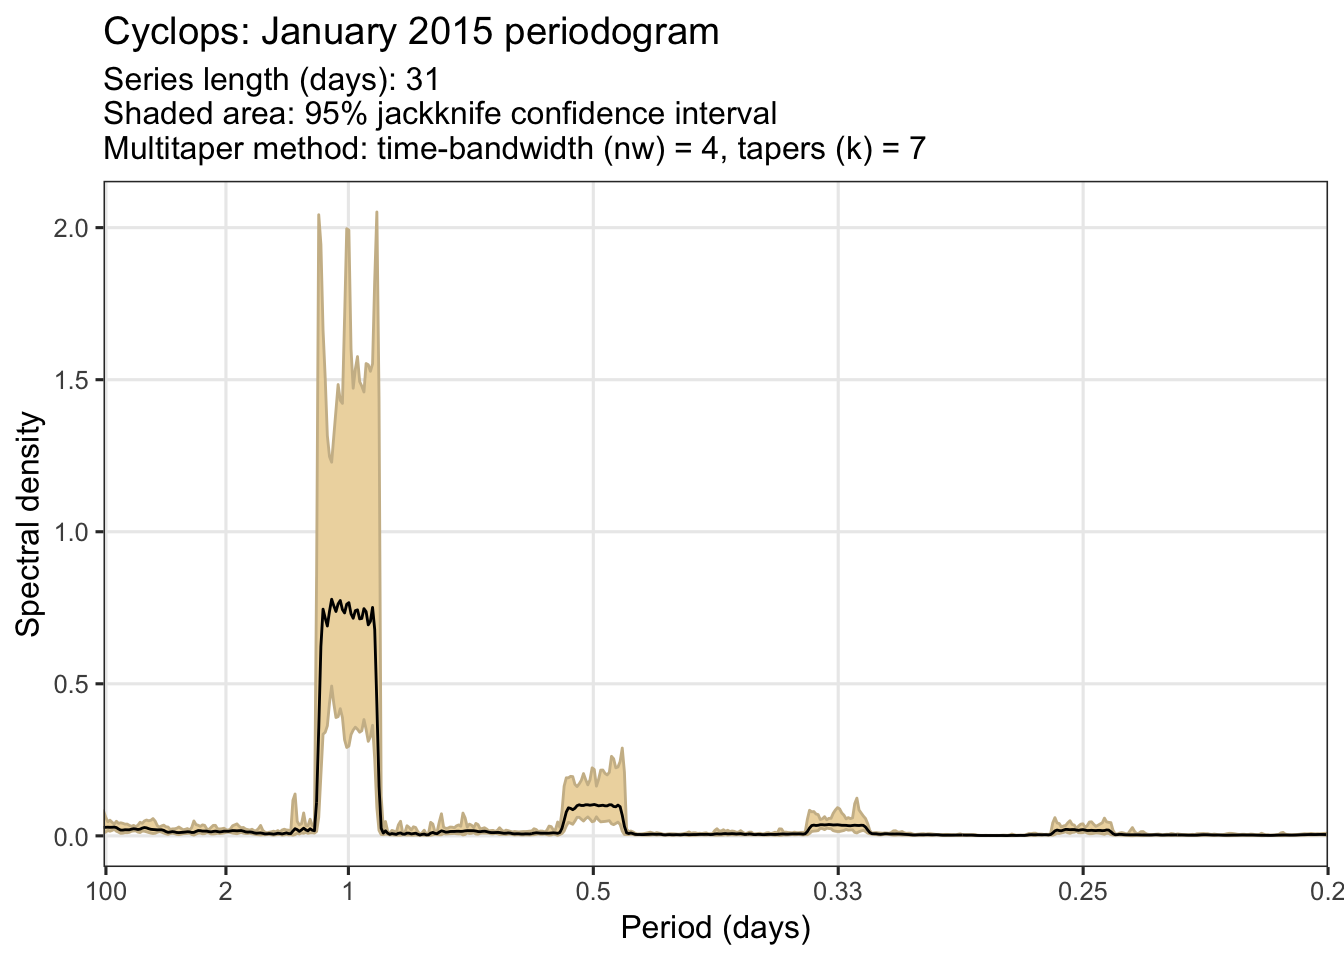 Cyclops: January 2015 periodogram
Series length (days): 31
Shaded area: 95% jackknife confidence interval
Multitaper method: time-bandwidth (nw) = 4, tapers (k) = 7
2.0
1.5
1.0
0.5
0.0
Spectral density
100 2 1 0.5 0.33 0.25 0.2
Period (days)